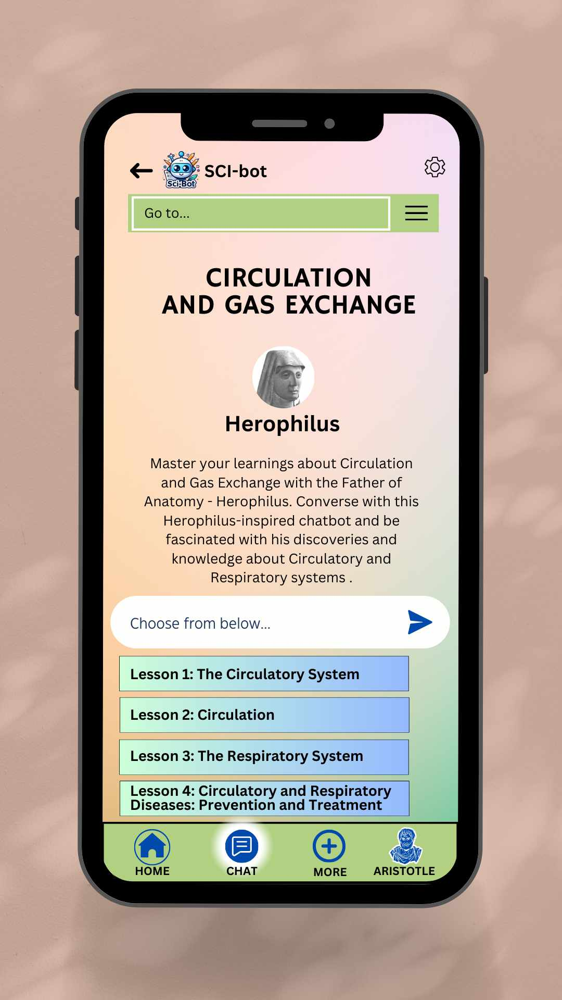 Sci-Bot
SCI-bot
Go to...
CIRCULATION
AND GAS EXCHANGE
Herophilus
Master your learnings about Circulation
and Gas Exchange with the Father of
Anatomy - Herophilus. Converse with this
Herophilus-inspired chatbot and be
fascinated with his discoveries and
knowledge about Circulatory and
Respiratory systems .
Choose from below...
Lesson 1: The Circulatory System
Lesson 2: Circulation
Lesson 3: The Respiratory System
Lesson 4: Circulatory and Respiratory
Diseases: Prevention and Treatment
HOME
CHAT
MORE
ARISTOTLE